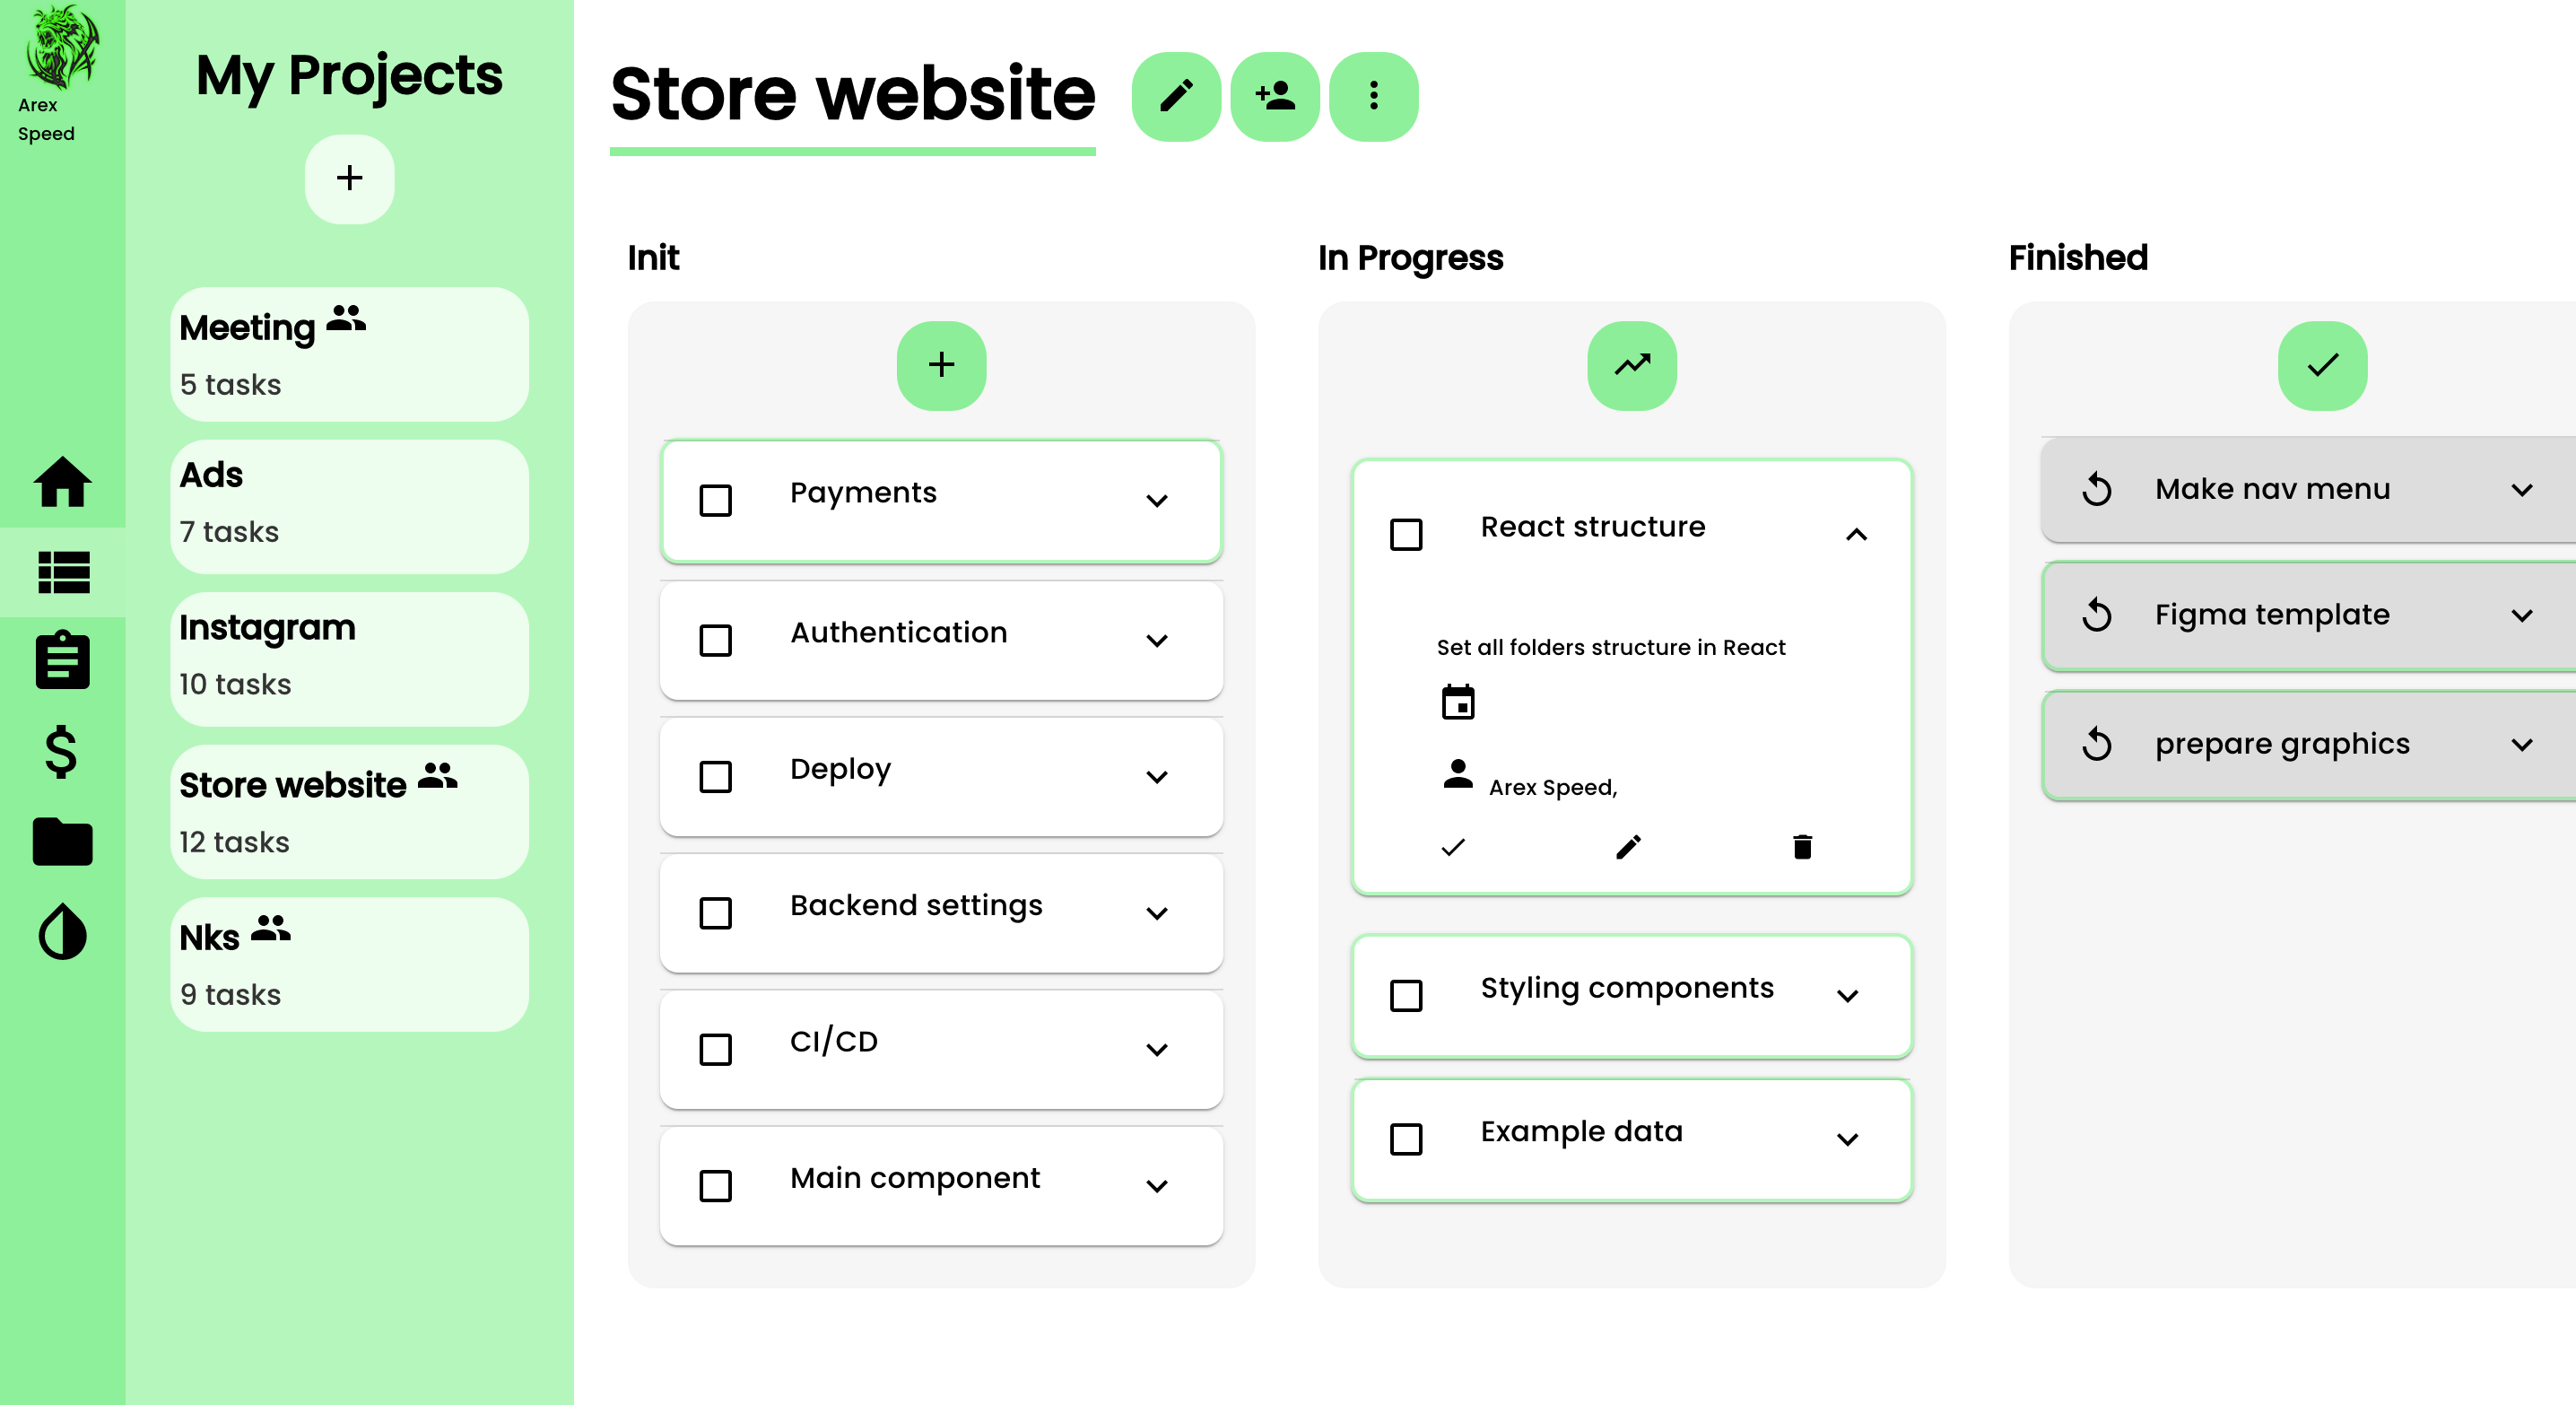 Arex
Speed
My Projects
Meeting
5 tasks
Ads
7 tasks
Instagram
10 tasks
Store website
12 tasks
Nks
9 tasks
Store website
Init
Payments
Authentication
Deploy
Backend settings
CI/CD
Main component
In Progress
React structure
Set all folders structure in React
Arex Speed,
Styling components
Example data
Finished
Make nav menu
Figma template
prepare graphics